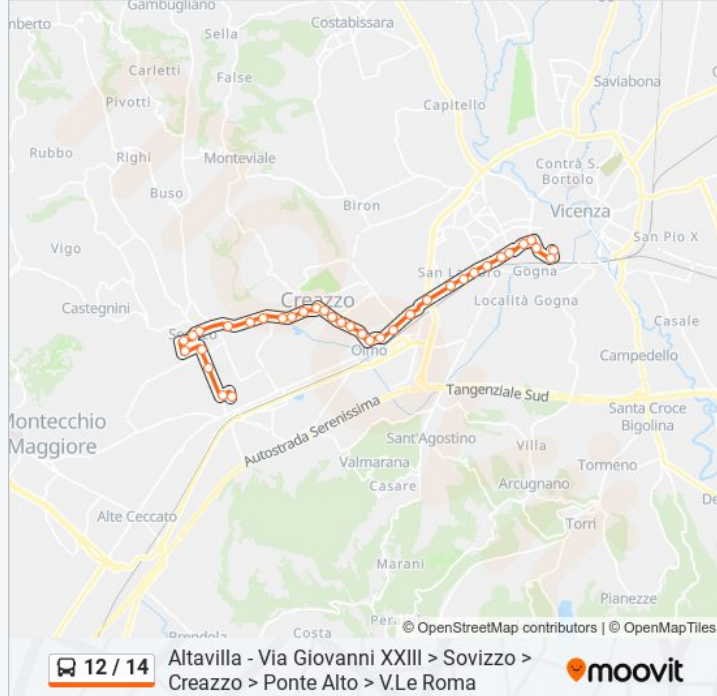 Gambugliano
Costabissara
Sella
Carletti
False
Pivotti
Saviabona
Capitello
Rubbo
Righi
Monteviale
Contrà S.
Bortolo
Buso
BIron
Vicenza
Vigo
San Pio X
Gogna
Creazzo
Località Gogna
Castegnini
Casale
Olmo
Campedello
Tangenziale Sud
Santa Croce
Bigolina
Montecchio
Maggiore
Autostrada Serenissima
Sant'Agostino
Villa
Valmarana
Tormeno
Casare
Arcugnano
Alte Ceccato
Torri
Marani
Pianezze
Costa
© OpenStreetMap contributors | © OpenMapTiles
12 / 14
Altavilla - Via Giovanni XXIII > Sovizzo >
Creazzo > Ponte Alto > V.Le Roma
moovit